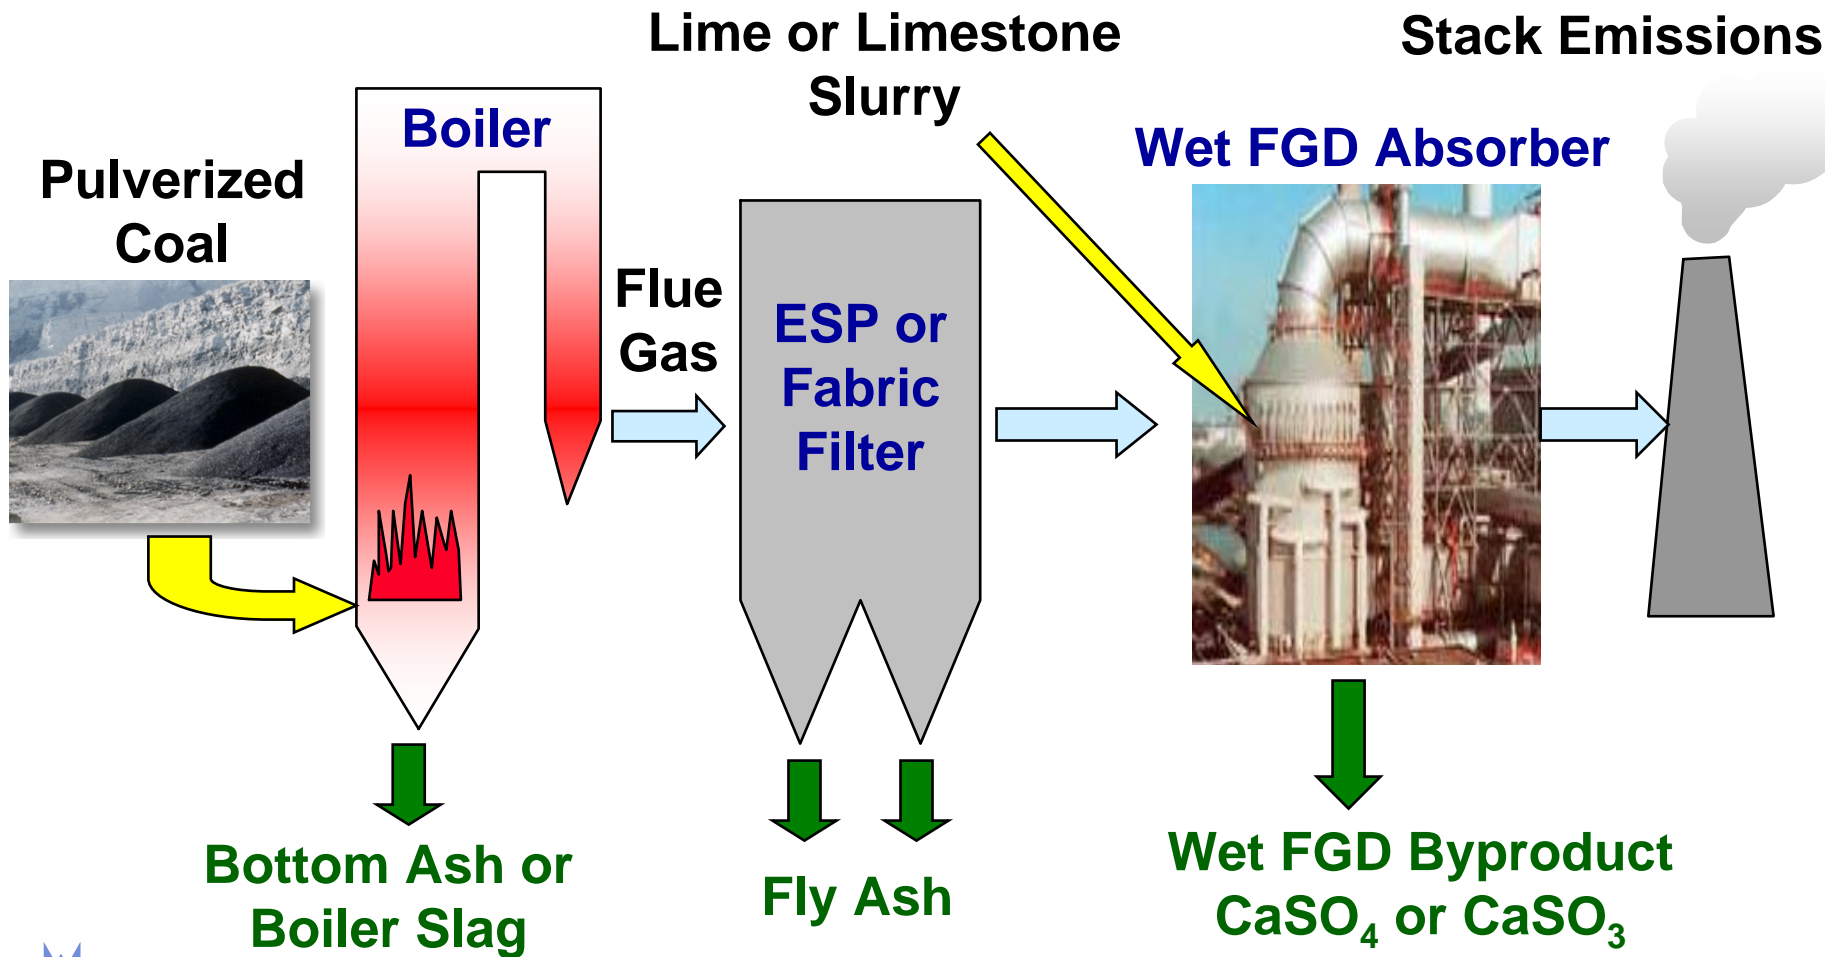 Lime or Limestone
Slurry
Stack Emissions
Boiler
Wet FGD Absorber
Pulverized
Coal
Flue
Gas
ESP or
Fabric
Filter
Bottom Ash or
Boiler Slag
Fly Ash
Wet FGD Byproduct
CaSO₄ or CaSO₃